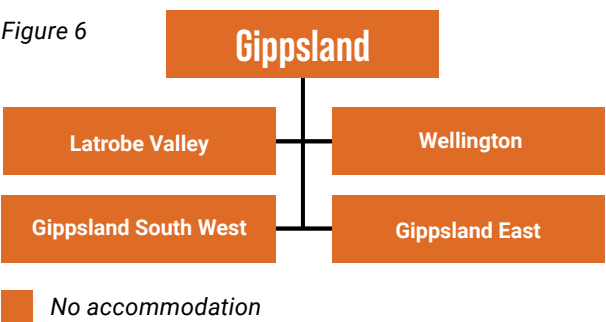 Figure 6
Gippsland
Latrobe Valley
Wellington
Gippsland South West
Gippsland East
No accommodation